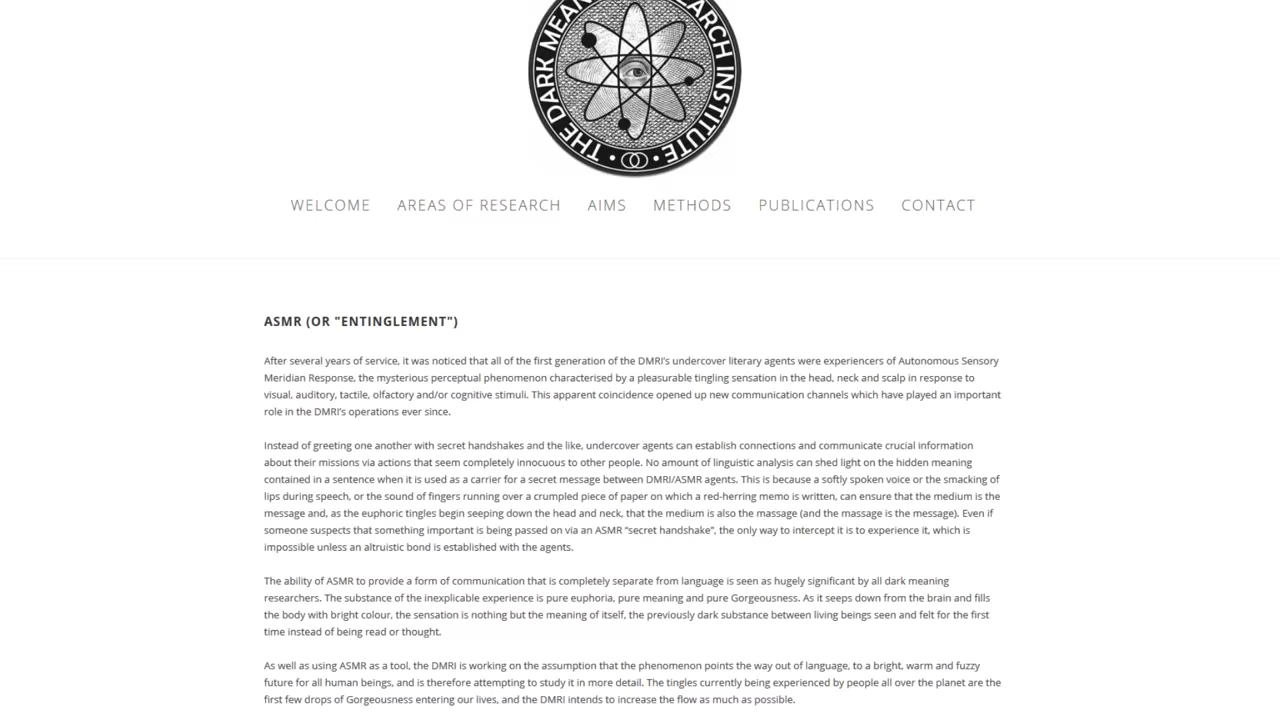 THE DARK MEAN RCH INSTITUTE
WELCOME AREAS OF RESEARCH AIMS METHODS PUBLICATIONS CONTACT
ASMR (OR "ENTINGLEMENT")
After several years of service, it was noticed that all of the first generation of the DMRI's undercover literary agents were experiencers of Autonomous Sensory
Meridian Response, the mysterious perceptual phenomenon characterised by a pleasurable tingling sensation in the head, neck and scalp in response to
visual, auditory, tactile, olfactory and/or cognitive stimuli. This apparent coincidence opened up new communication channels which have played an important
role in the DMRI's operations ever since.
Instead of greeting one another with secret handshakes and the like, undercover agents can establish connections and communicate crucial information
about their missions via actions that seem completely innocuous to other people. No amount of linguistic analysis can shed light on the hidden meaning
contained in a sentence when it is used as a carrier for a secret message between DMRI/ASMR agents. This is because a softly spoken voice or the smacking of
lips during speech, or the sound of fingers running over a crumpled piece of paper on which a red-herring memo is written, can ensure that the medium is the
message and, as the euphoric tingles begin seeping down the head and neck, that the medium is also the massage (and the massage is the message). Even if
someone suspects that something important is being passed on via an ASMR “secret handshake”, the only way to intercept it is to experience it, which is
impossible unless an altruistic bond is established with the agents.
The ability of ASMR to provide a form of communication that is completely separate from language is seen as hugely significant by all dark meaning
researchers. The substance of the inexplicable experience is pure euphoria, pure meaning and pure Gorgeousness. As it seeps down from the brain and fills
the body with bright colour, the sensation is nothing but the meaning of itself, the previously dark substance between living beings seen and felt for the first
time instead of being read or thought.
As well as using ASMR as a tool, the DMRI is working on the assumption that the phenomenon points the way out of language, to a bright, warm and fuzzy
future for all human beings, and is therefore attempting to study it in more detail. The tingles currently being experienced by people all over the planet are the
first few drops of Gorgeousness entering our lives, and the DMRI intends to increase the flow as much as possible.